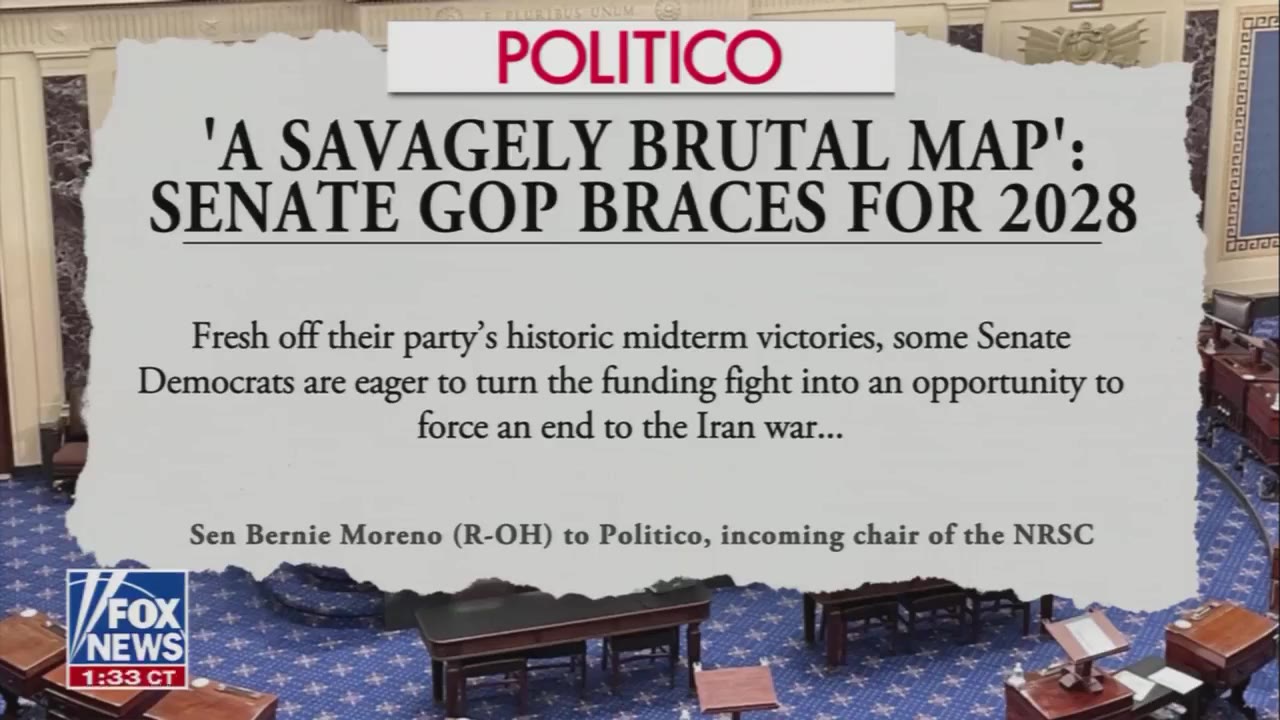 E PLURIBUS UNUM
POLITICO
'A SAVAGELY BRUTAL MAP':
SENATE GOP BRACES FOR 2028
Fresh off their party’s historic midterm victories, some Senate
Democrats are eager to turn the funding fight into an opportunity to
force an end to the Iran war...
Sen Bernie Moreno (R-OH) to Politico, incoming chair of the NRSC
FOX
NEWS
1:33 CT